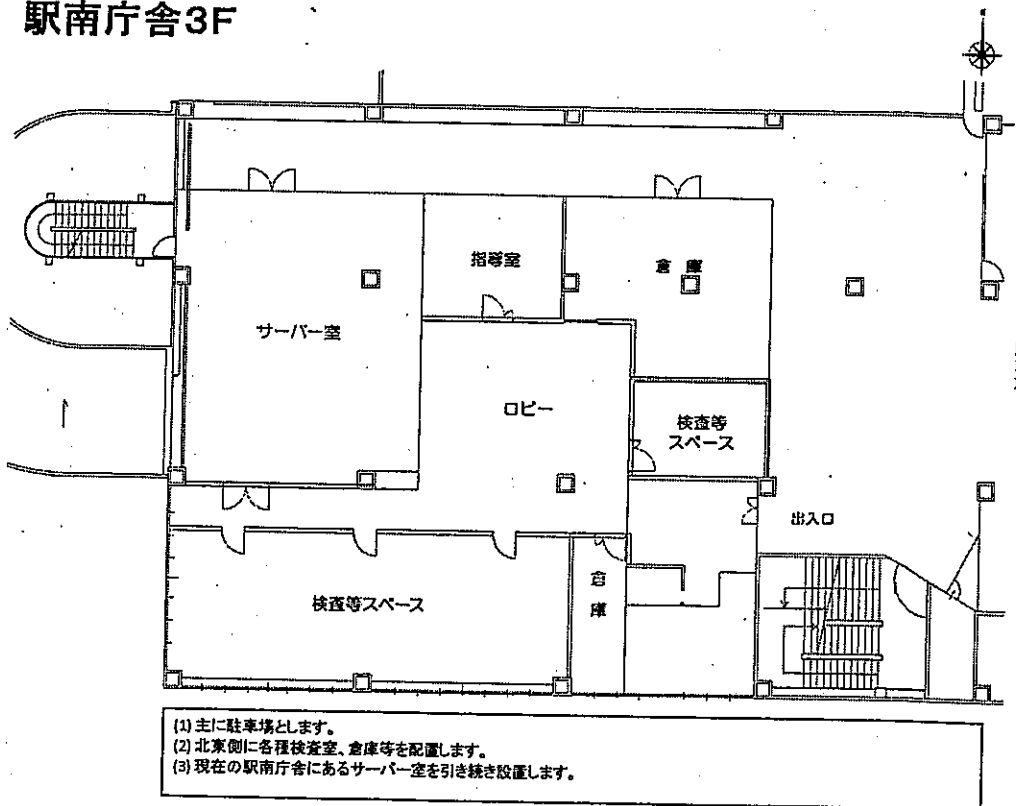 駅南庁舎3F
指導室
倉庫
サーバー室
ロビー
検査等
スペース
出入口
倉
庫
検査等スペース
(1) 主に駐車場とします。
(2) 北東側に各種検査室、倉庫等を配置します。
(3) 現在の駅南庁舎にあるサーバー室を引き続き設置します。